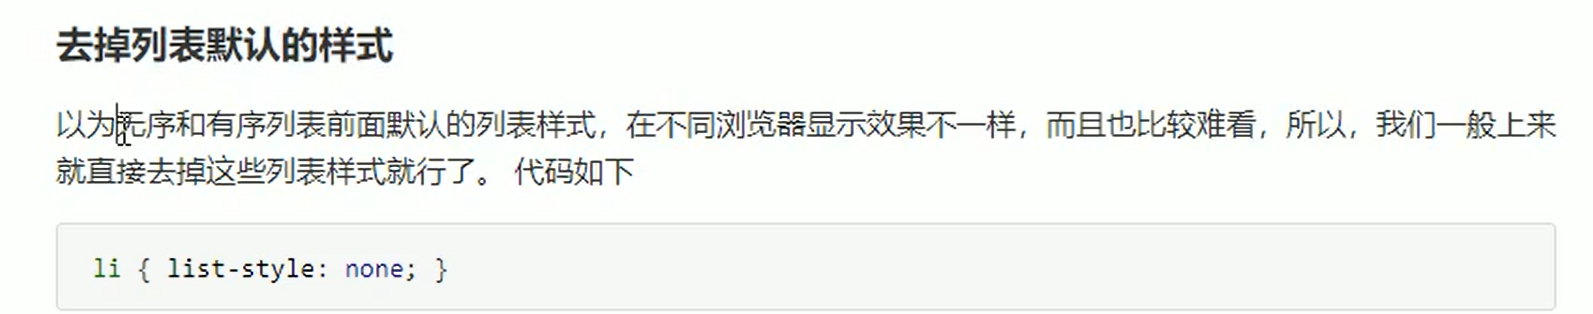 去掉列表默认的样式
以为无序和有序列表前面默认的列表样式，在不同浏览器显示效果不一样，而且也比较难看，所以，我们一般上来
就直接去掉这些列表样式就行了。 代码如下
li { list-style: none; }